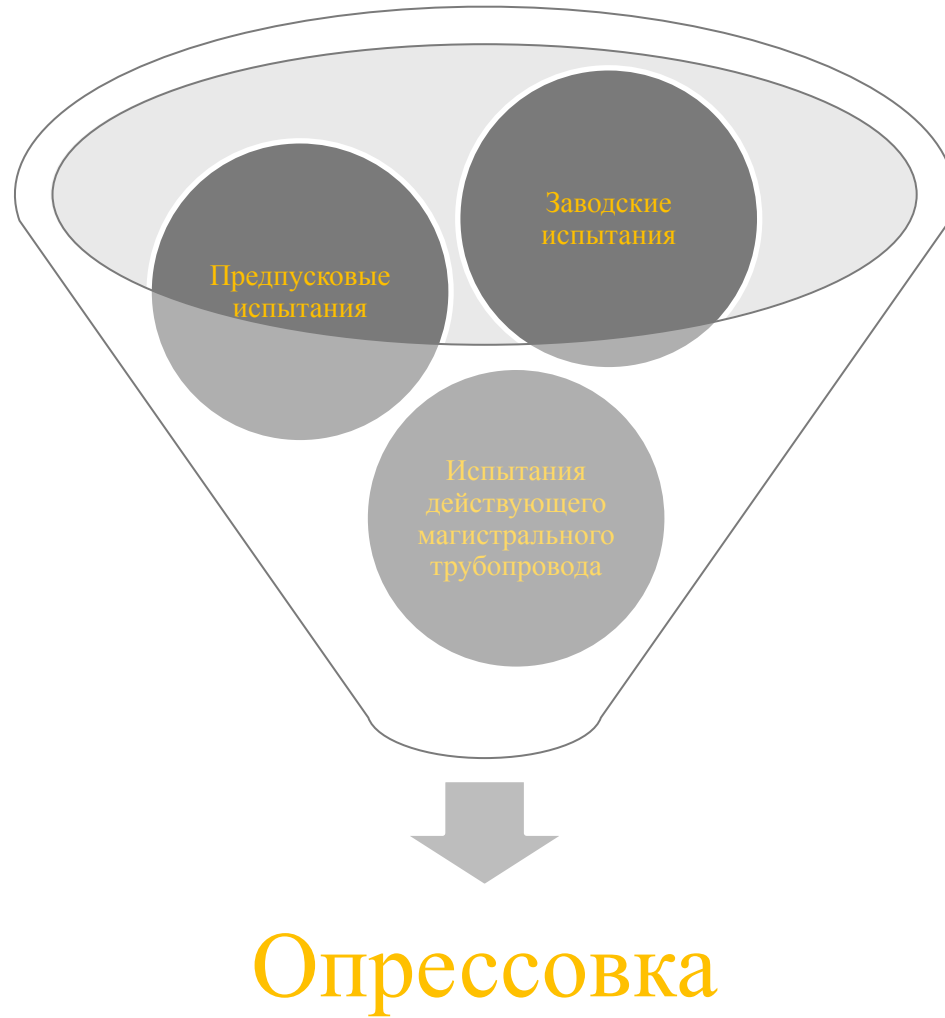 Заводские
испытания
Предпусковые
испытания
Испытания
действующего
магистрального
трубопровода
Опрессовка